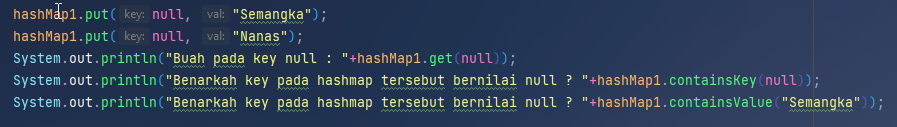 hashMap1.put( key: null, val: "Semangka");
hashMap1.put( key: null, val: "Nanas");
System.out.println("Buah pada key null : "+hashMap1.get(null));
System.out.println("Benarkah key pada hashmap tersebut bernilai null ? "+hashMap1.containsKey(null));
System.out.println("Benarkah key pada hashmap tersebut bernilai null ? "+hashMap1.containsValue("Semangka"));